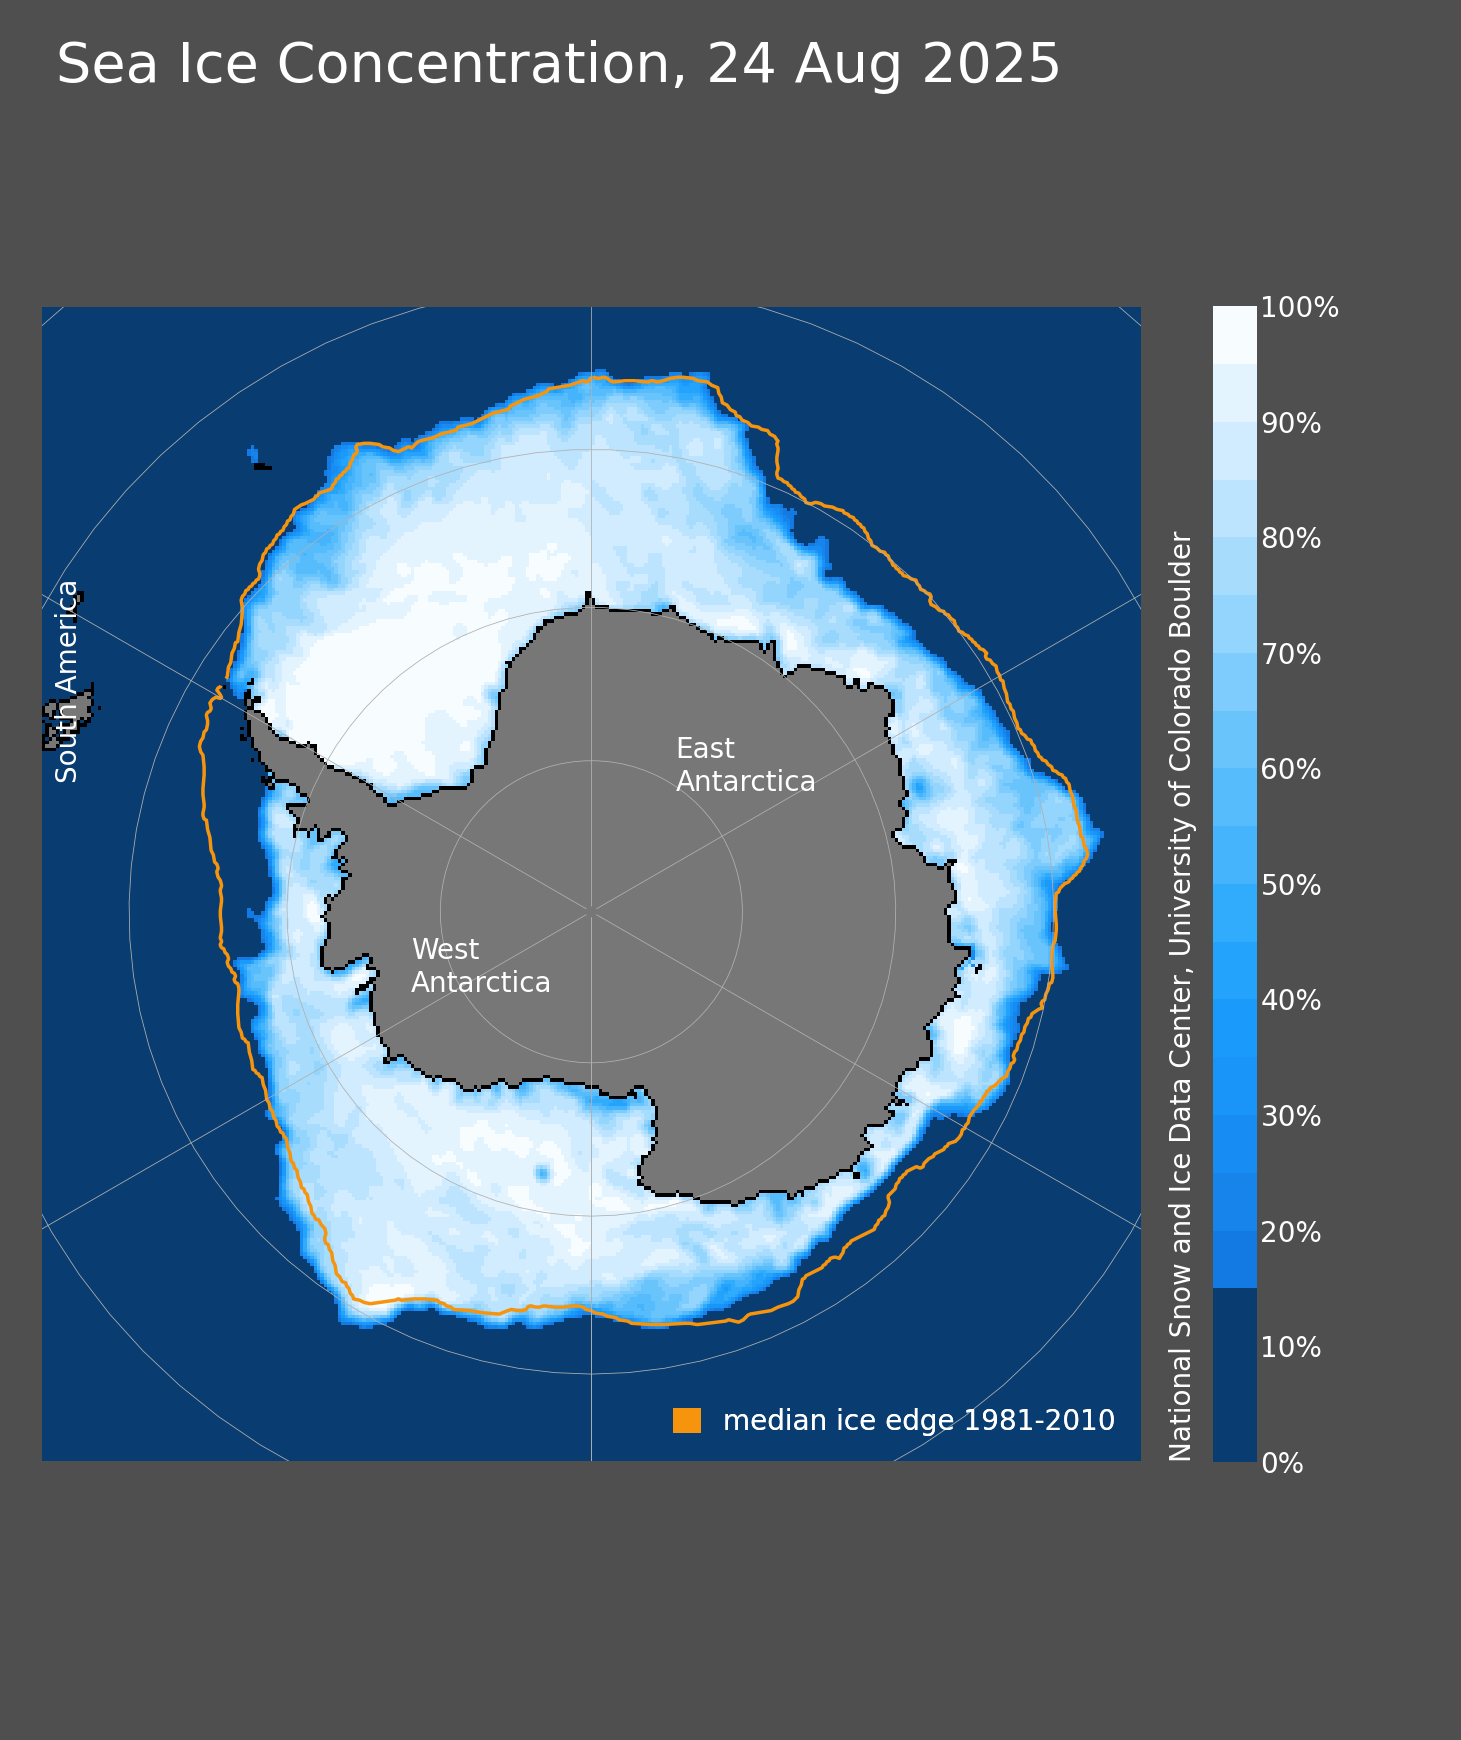 Sea Ice Concentration, 24 Aug 2025
South America
East
Antarctica
West
Antarctica
median ice edge 1981-2010
National Snow and Ice Data Center, University of Colorado Boulder
100%
90%
80%
70%
60%
50%
40%
30%
20%
10%
0%